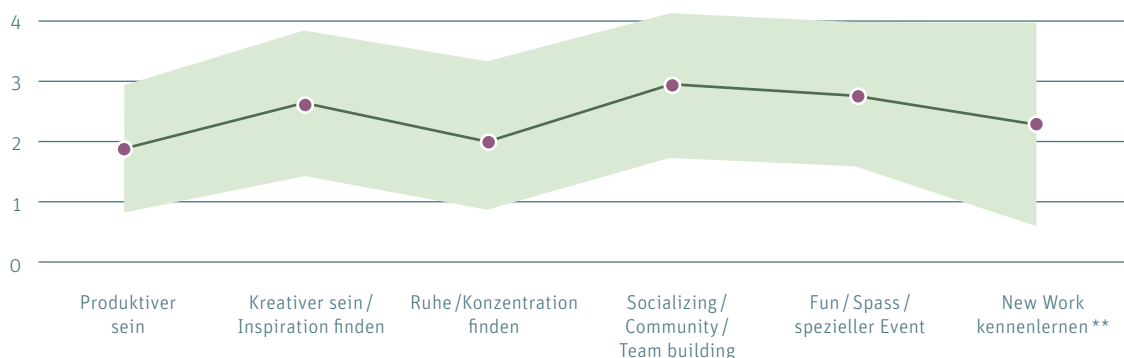 4
3
2
1
0
Produktiver
sein
Kreativer sein /
Inspiration finden
Ruhe / Konzentration
finden
Socializing /
Community /
Team building
Fun / Spass /
spezieller Event
New Work
kennenlernen **